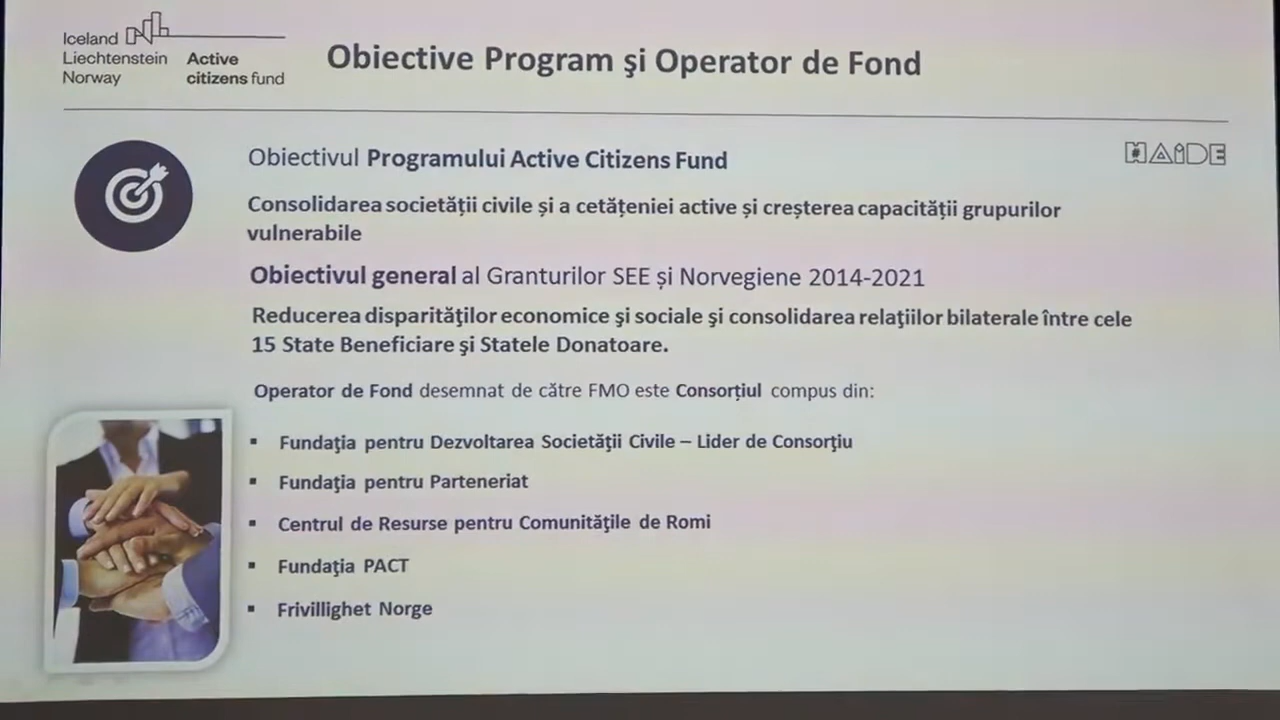 Iceland
Liechtenstein Active
Norway citizens fund
Obiective Program şi Operator de Fond
HAIDE
Obiectivul Programului Active Citizens Fund
Consolidarea societății civile și a cetățeniei active și creșterea capacității grupurilor
vulnerabile
Obiectivul general al Granturilor SEE și Norvegiene 2014-2021
Reducerea disparităţilor economice şi sociale şi consolidarea relaţiilor bilaterale între cele
15 State Beneficiare şi Statele Donatoare.
Operator de Fond desemnat de către FMO este Consorțiul compus din:
▪ Fundaţia pentru Dezvoltarea Societăţii Civile – Lider de Consorţiu
▪ Fundaţia pentru Parteneriat
▪ Centrul de Resurse pentru Comunităţile de Romi
▪ Fundaţia PACT
▪ Frivillighet Norge